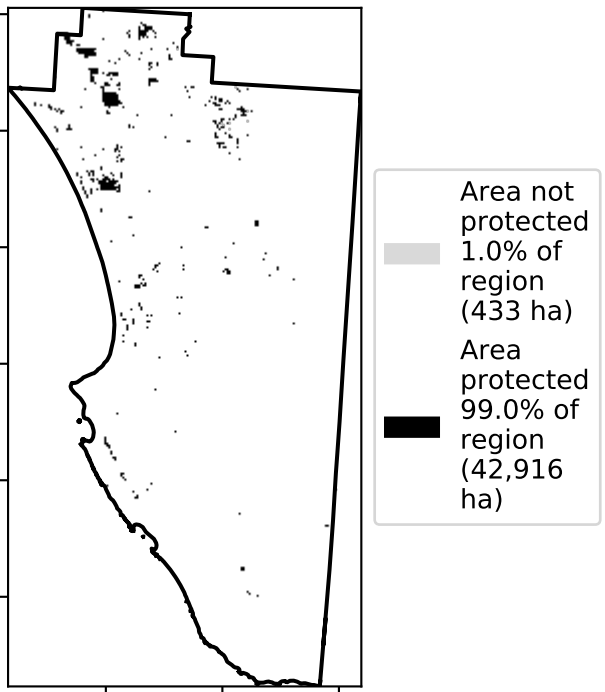 Area not
protected
1.0% of
region
(433 ha)
Area
protected
99.0% of
region
(42,916
ha)